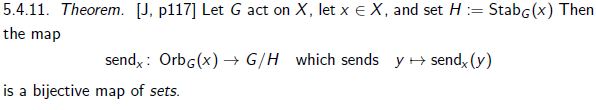 5.4.11. Theorem. [J, p117] Let G act on X, let x ∈ X, and set H := Stab_G(x) Then
the map
send_x : Orb_G(x) → G/H which sends y ↦ send_x(y)
is a bijective map of sets.